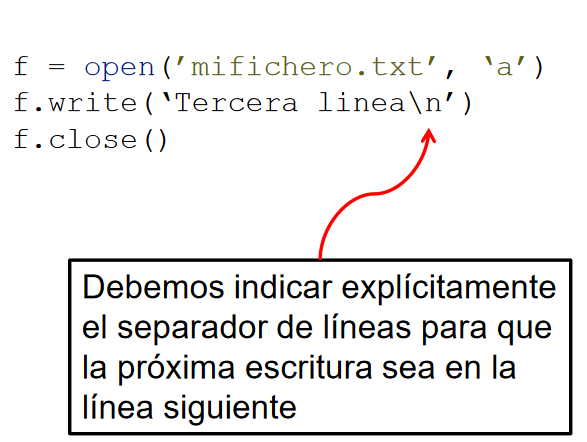 f = open(’mifichero.txt’, ‘a’)
f.write(‘Tercera linea\n’)
f.close()
Debemos indicar explícitamente
el separador de líneas para que
la próxima escritura sea en la
línea siguiente